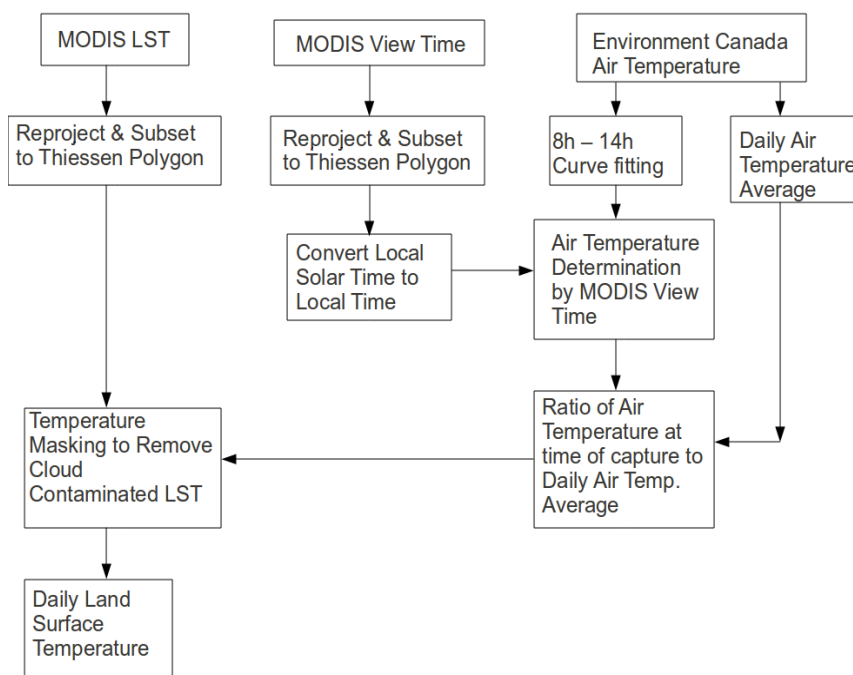 MODIS LST
MODIS View Time
Environment Canada
Air Temperature
Reproject & Subset
to Thiessen Polygon
Reproject & Subset
to Thiessen Polygon
8h – 14h
Curve fitting
Daily Air
Temperature
Average
Convert Local
Solar Time to
Local Time
Air Temperature
Determination
by MODIS View
Time
Temperature
Masking to Remove
Cloud
Contaminated LST
Ratio of Air
Temperature at
time of capture to
Daily Air Temp.
Average
Daily Land
Surface
Temperature